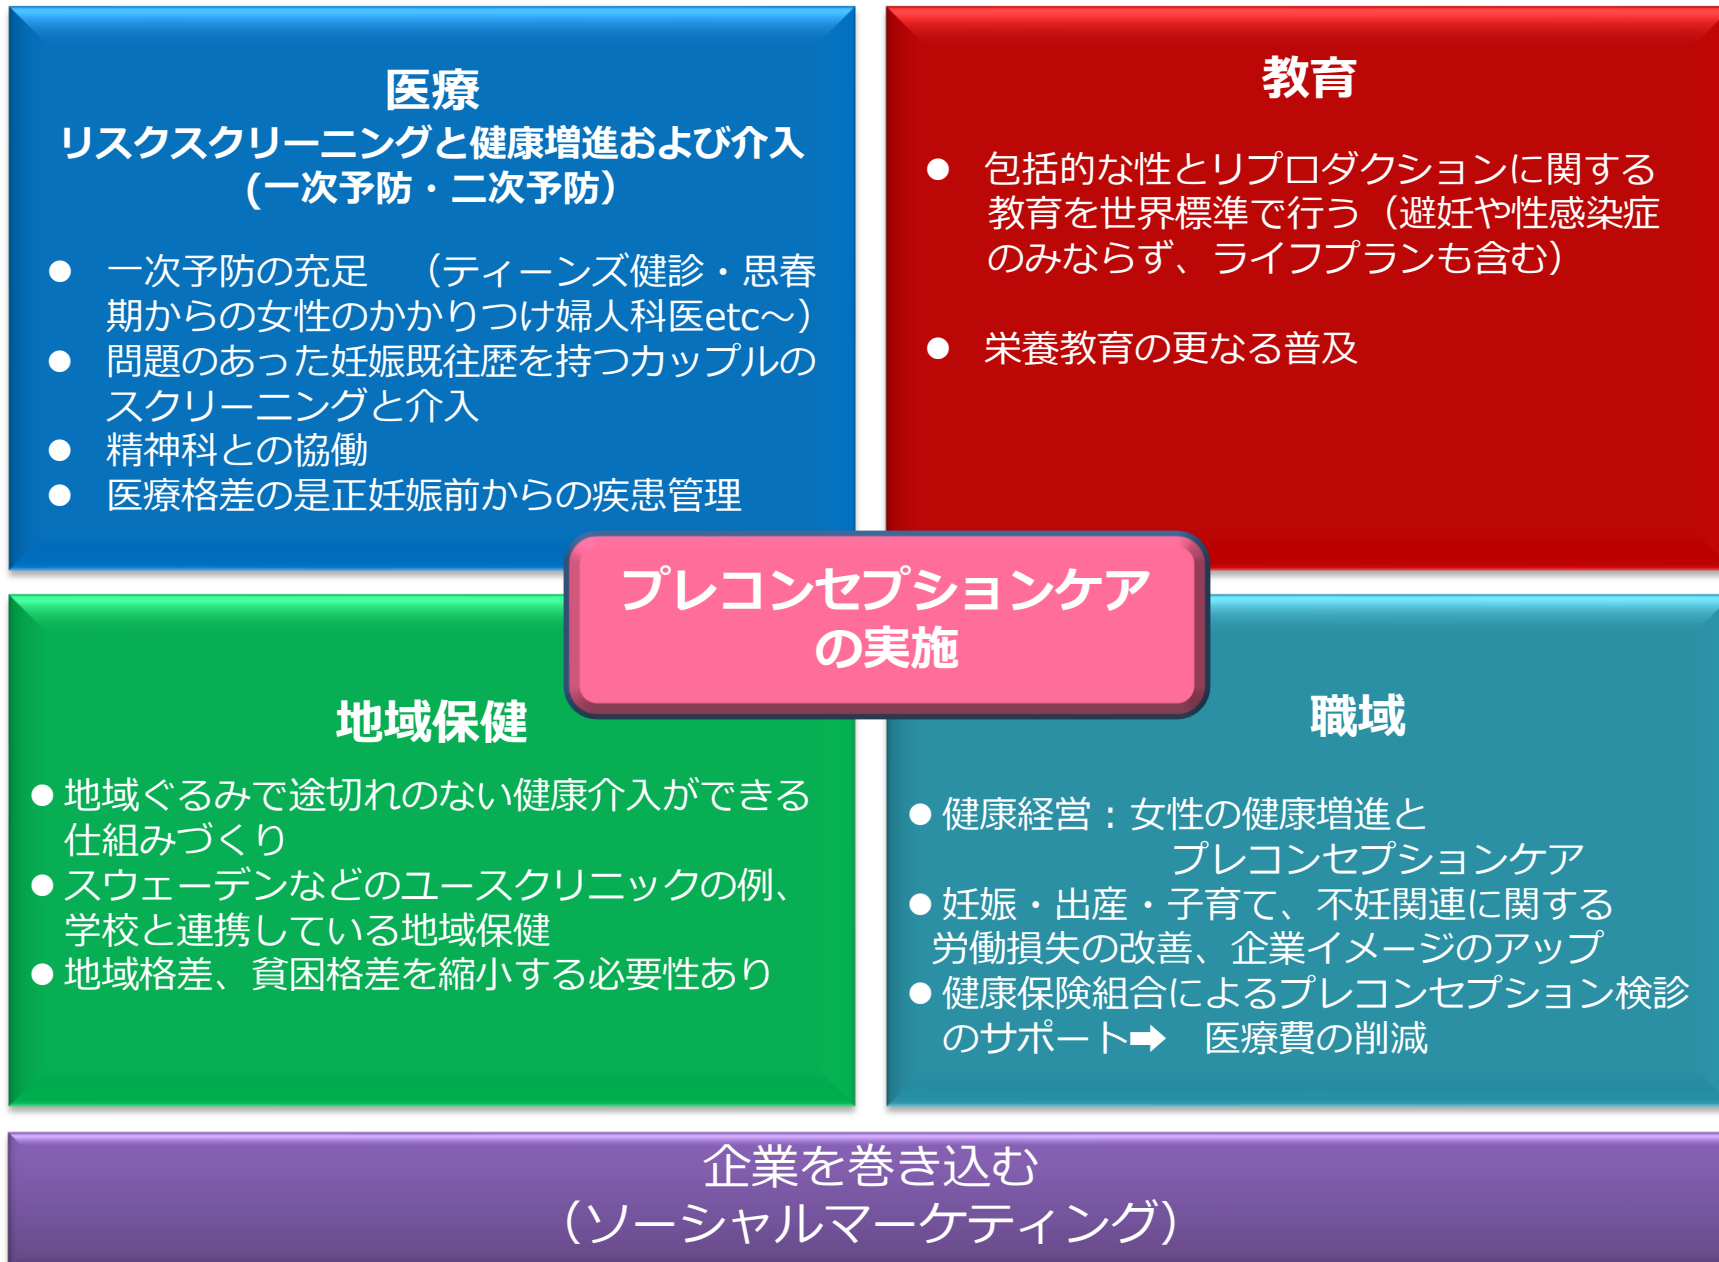 医療
リスクスクリーニングと健康増進および介入
(一次予防・二次予防）
● 一次予防の充足　（ティーンズ健診・思春
期からの女性のかかりつけ婦人科医etc～）
● 問題のあった妊娠既往歴を持つカップルの
スクリーニングと介入
● 精神科との協働
● 医療格差の是正妊娠前からの疾患管理
教育
● 包括的な性とリプロダクションに関する
教育を世界標準で行う（避妊や性感染症
のみならず、ライフプランも含む）
● 栄養教育の更なる普及
プレコンセプションケア
の実施
地域保健
● 地域ぐるみで途切れのない健康介入ができる
仕組みづくり
● スウェーデンなどのユースクリニックの例、
学校と連携している地域保健
● 地域格差、貧困格差を縮小する必要性あり
職域
● 健康経営：女性の健康増進と
プレコンセプションケア
● 妊娠・出産・子育て、不妊関連に関する
労働損失の改善、企業イメージのアップ
● 健康保険組合によるプレコンセプション検診
のサポート➡　医療費の削減
企業を巻き込む
（ソーシャルマーケティング）